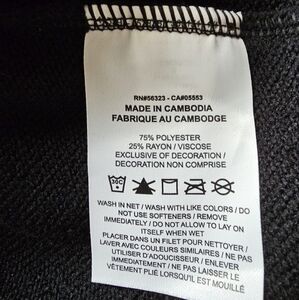 RN#56323 - CA#05553
MADE IN CAMBODIA
FABRIQUE AU CAMBODGE
75% POLYESTER
25% RAYON / VISCOSE
EXCLUSIVE OF DECORATION /
DECORATION NON COMPRISE
30C
WASH IN NET / WASH WITH LIKE COLORS / DO
NOT USE SOFTENERS / REMOVE
IMMEDIATELY / DO NOT ALLOW TO LAY ON
ITSELF WHEN WET
PLACER DANS UN FILET POUR NETTOYER /
LAVER AVEC COULEURS SIMILAIRES / NE PAS
UTILISER D'ADOUCISSEUR / ENLEVER
IMMEDIATEMENT / NE PAS LAISSER LE
VÊTEMENT PLIÉ LORSQU'IL EST MOUILLÉ